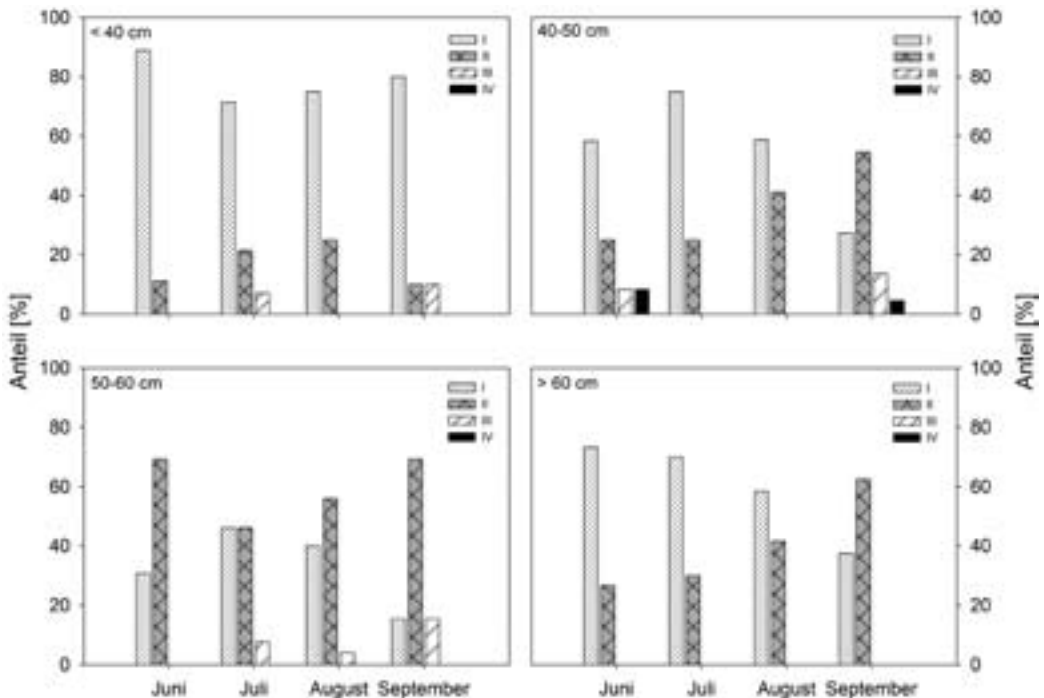 Anteil [%]
100
80
60
40
20
0
< 40 cm
I
II
III
IV
40-50 cm
I
II
III
IV
100
80
60
40
20
0
Anteil [%]
100
80
60
40
20
0
50-60 cm
I
II
III
IV
Juni Juli August September
> 60 cm
I
II
III
IV
Juni Juli August September
100
80
60
40
20
0